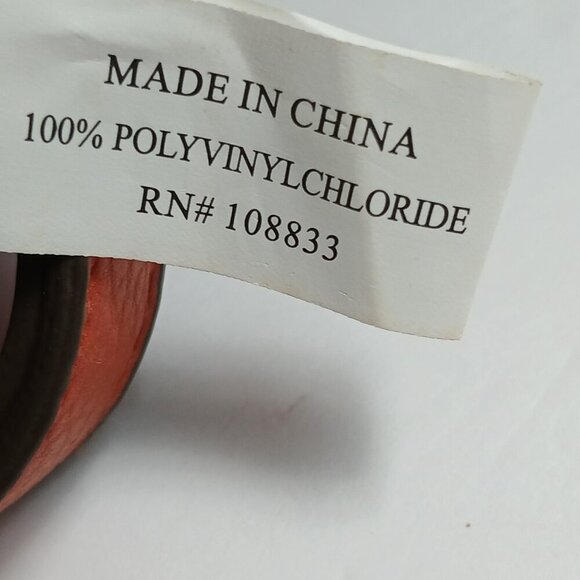 MADE IN CHINA
100% POLYVINYLCHLORIDE
RN# 108833